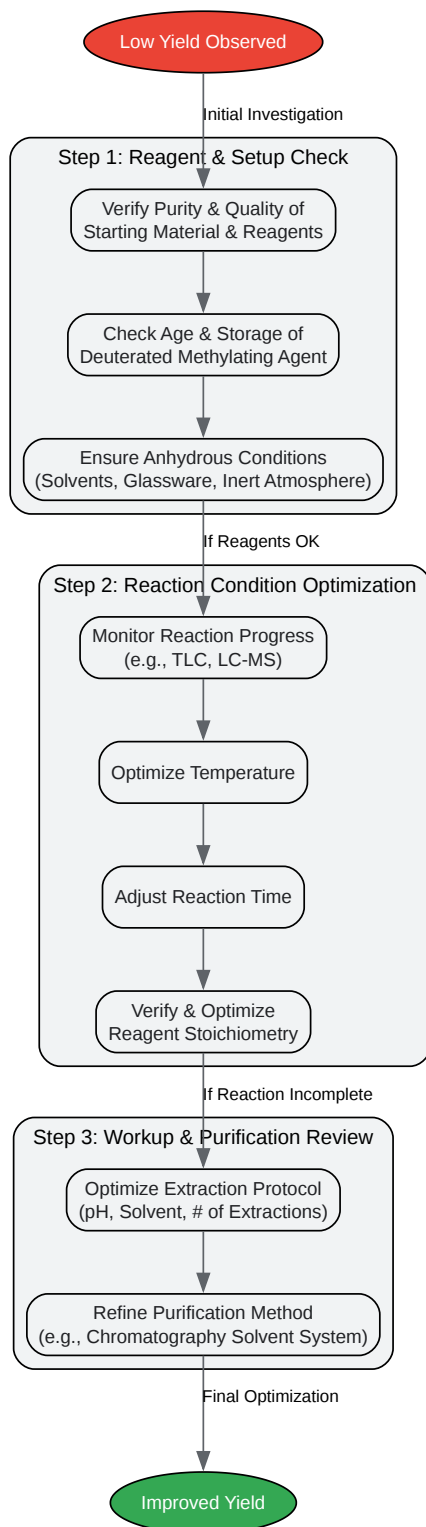 Low Yield Observed
Initial Investigation
Step 1: Reagent & Setup Check
Verify Purity & Quality of
Starting Material & Reagents
Check Age & Storage of
Deuterated Methylating Agent
Ensure Anhydrous Conditions
(Solvents, Glassware, Inert Atmosphere)
If Reagents OK
Step 2: Reaction Condition Optimization
Monitor Reaction Progress
(e.g., TLC, LC-MS)
Optimize Temperature
Adjust Reaction Time
Verify & Optimize
Reagent Stoichiometry
If Reaction Incomplete
Step 3: Workup & Purification Review
Optimize Extraction Protocol
(pH, Solvent, # of Extractions)
Refine Purification Method
(e.g., Chromatography Solvent System)
Final Optimization
Improved Yield